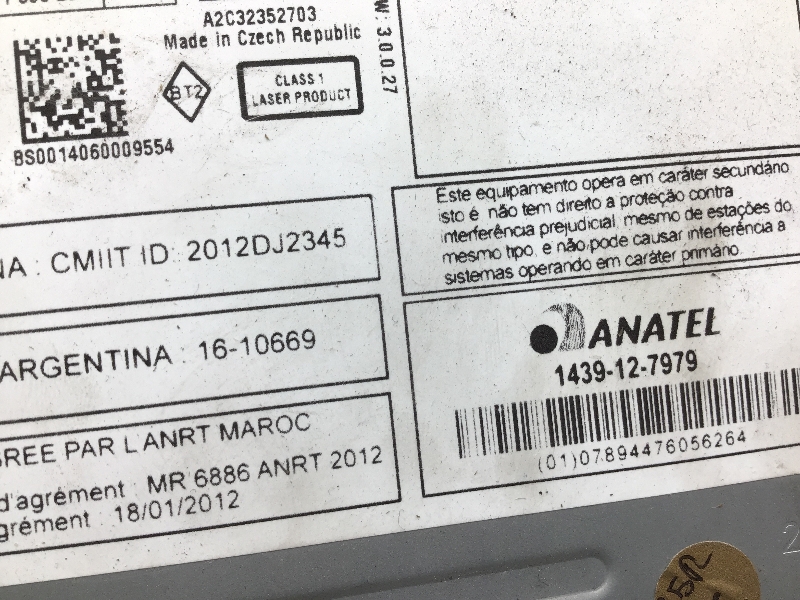 A2C32352703
Made in Czech Republic
W: 3.0.0.27
BT2
CLASS 1
LASER PRODUCT
BS0014060009554
Este equipamento opera em caráter secundário
isto é não tem direito a proteção contra
interferência prejudicial, mesmo de estações do
mesmo tipo, e não pode causar interferência a
sistemas operando em caráter primário.
NA : CMIIT ID: 2012DJ2345
ARGENTINA : 16-10669
ANATEL
1439-12-7979
(01)07894476056264
REE PAR L ANRT MAROC
d'agrément : MR 6886 ANRT 2012
grément : 18/01/2012